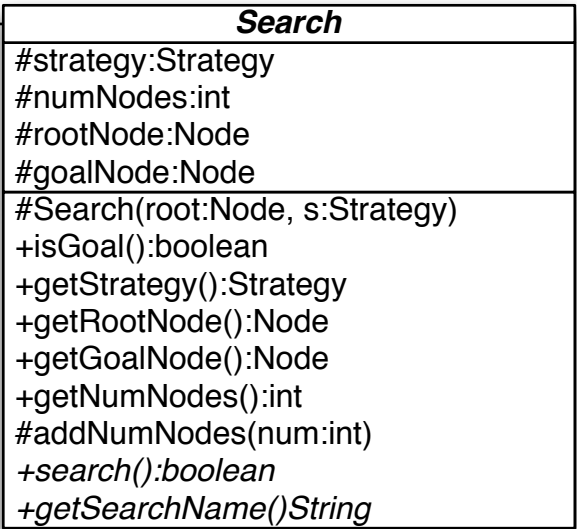 Search
#strategy:Strategy
#numNodes:int
#rootNode:Node
#goalNode:Node
#Search(root:Node, s:Strategy)
+isGoal():boolean
+getStrategy():Strategy
+getRootNode():Node
+getGoalNode():Node
+getNumNodes():int
#addNumNodes(num:int)
+search():boolean
+getSearchName()String